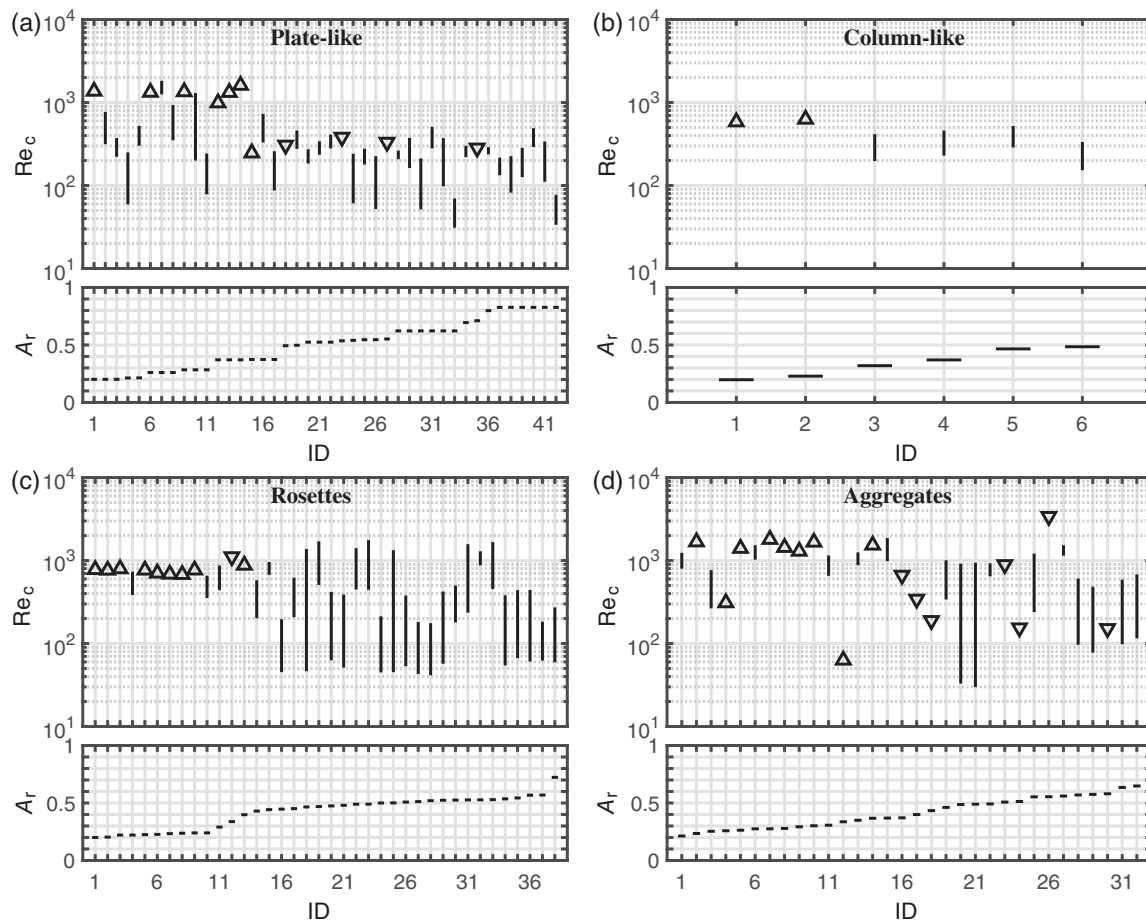 (a)
Plate-like
10^4
10^3
10^2
10^1
Re_c
1
0.5
0
A_r
1 6 11 16 21 26 31 36 41
ID
(b)
Column-like
10^4
10^3
10^2
10^1
Re_c
1
0.5
0
A_r
1 2 3 4 5 6
ID
(c)
Rosettes
10^4
10^3
10^2
10^1
Re_c
1
0.5
0
A_r
1 6 11 16 21 26 31 36
ID
(d)
Aggregates
10^4
10^3
10^2
10^1
Re_c
1
0.5
0
A_r
1 6 11 16 21 26 31
ID